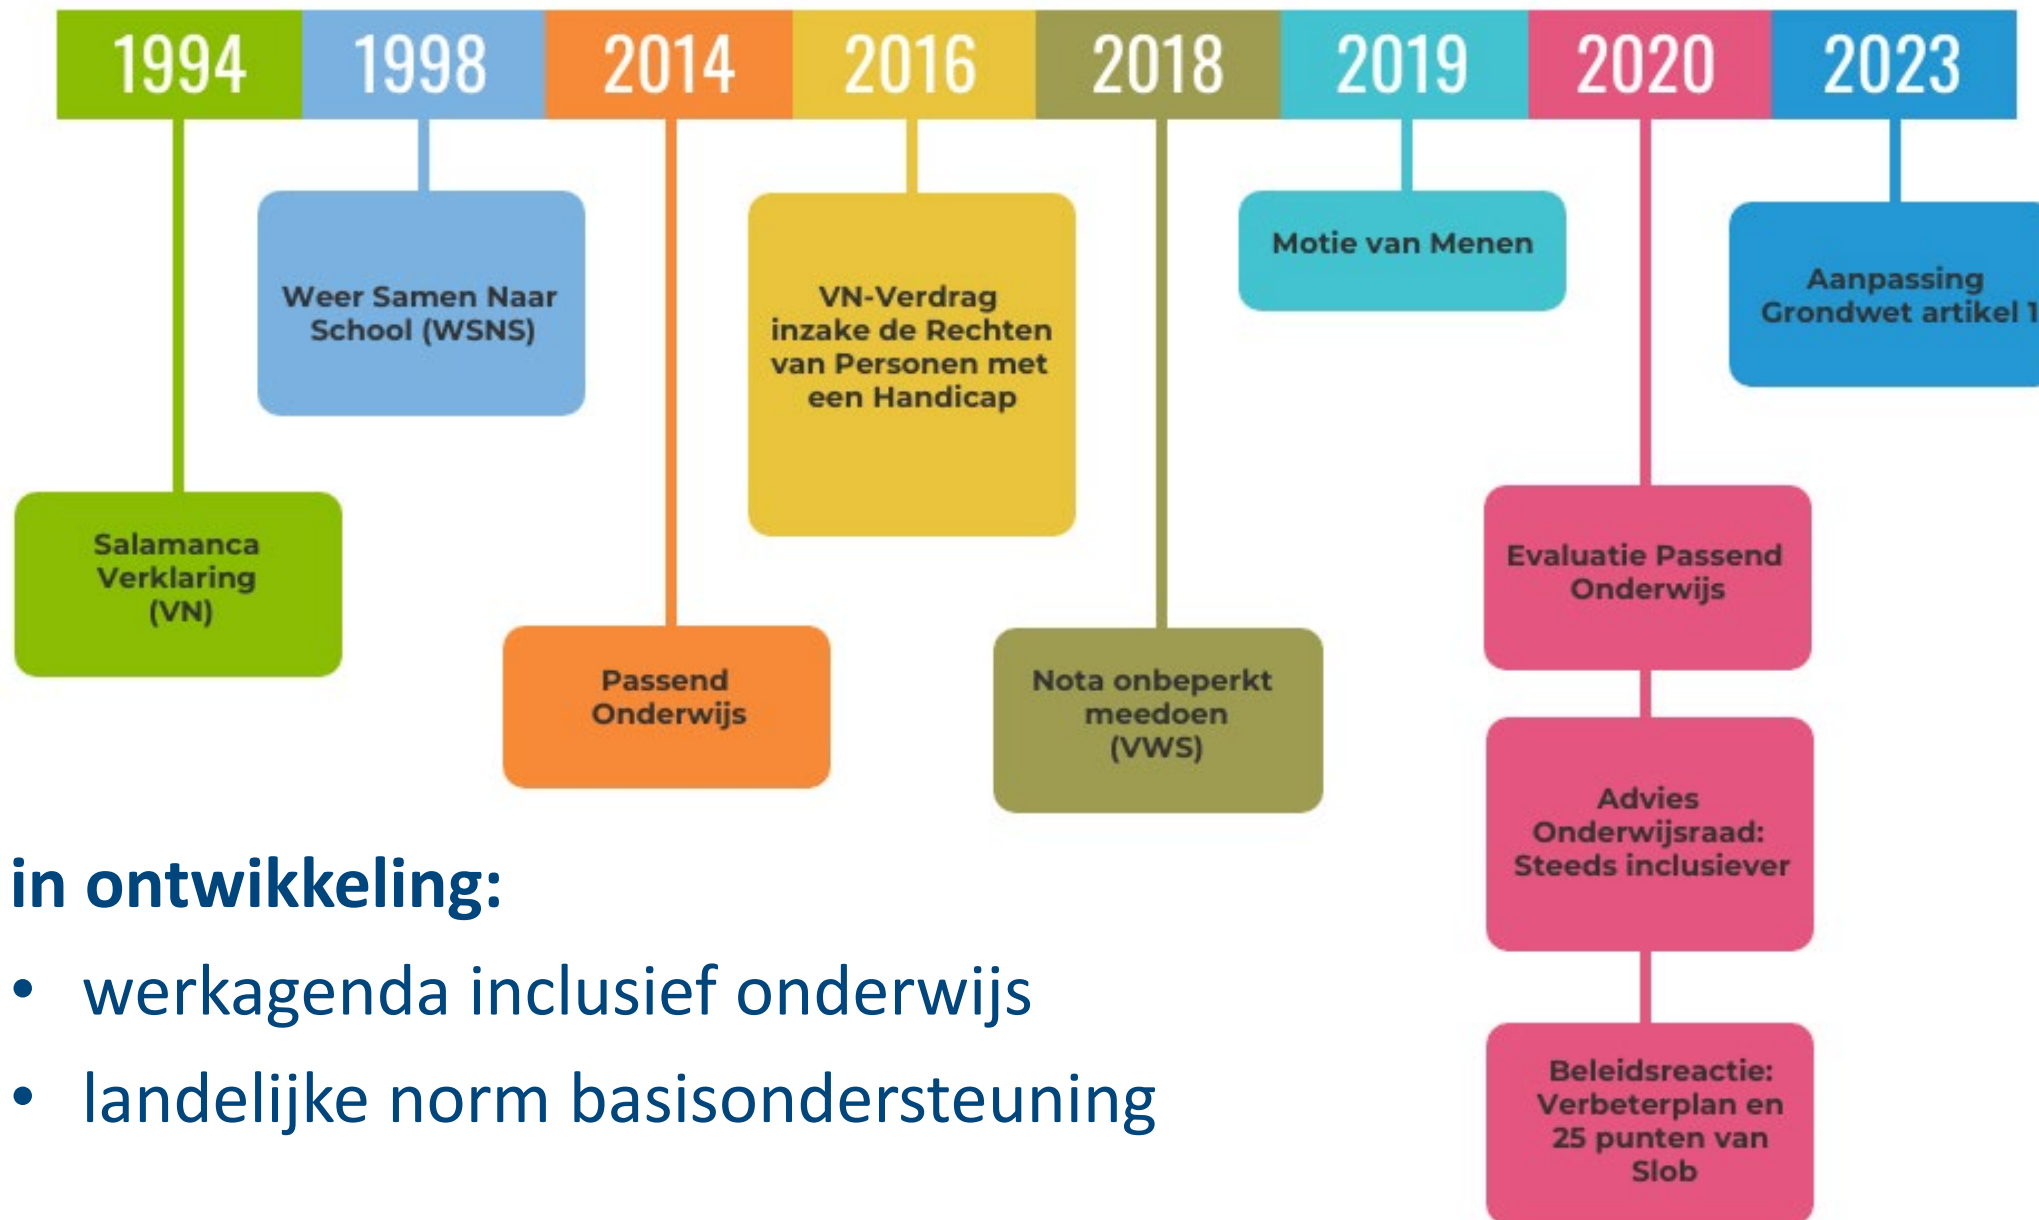 1994 1998 2014 2016 2018 2019 2020 2023
Salamanca
Verklaring
(VN)
Weer Samen Naar
School (WSNS)
Passend
Onderwijs
VN-Verdrag
inzake de Rechten
van Personen met
een Handicap
Nota onbeperkt
meedoen
(VWS)
Motie van Menen
Evaluatie Passend
Onderwijs
Advies
Onderwijsraad:
Steeds inclusiever
Beleidsreactie:
Verbeterplan en
25 punten van
Slob
Aanpassing
Grondwet artikel 1
in ontwikkeling:
• werkagenda inclusief onderwijs
• landelijke norm basisondersteuning